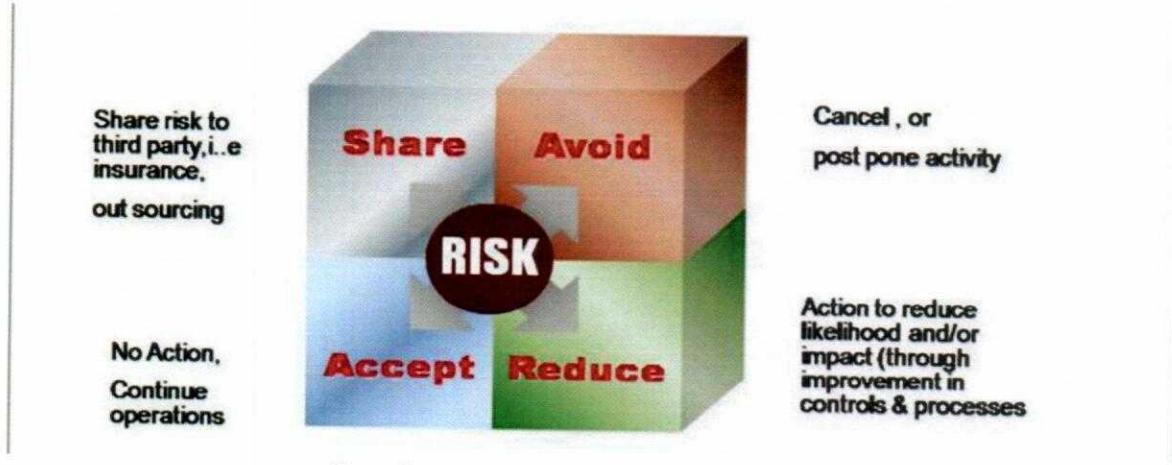 Share risk to
third party,i..e
insurance,
out sourcing
Share
Avoid
Cancel , or
post pone activity
RISK
No Action,
Continue
operations
Accept
Reduce
Action to reduce
likelihood and/or
impact (through
improvement in
controls & processes